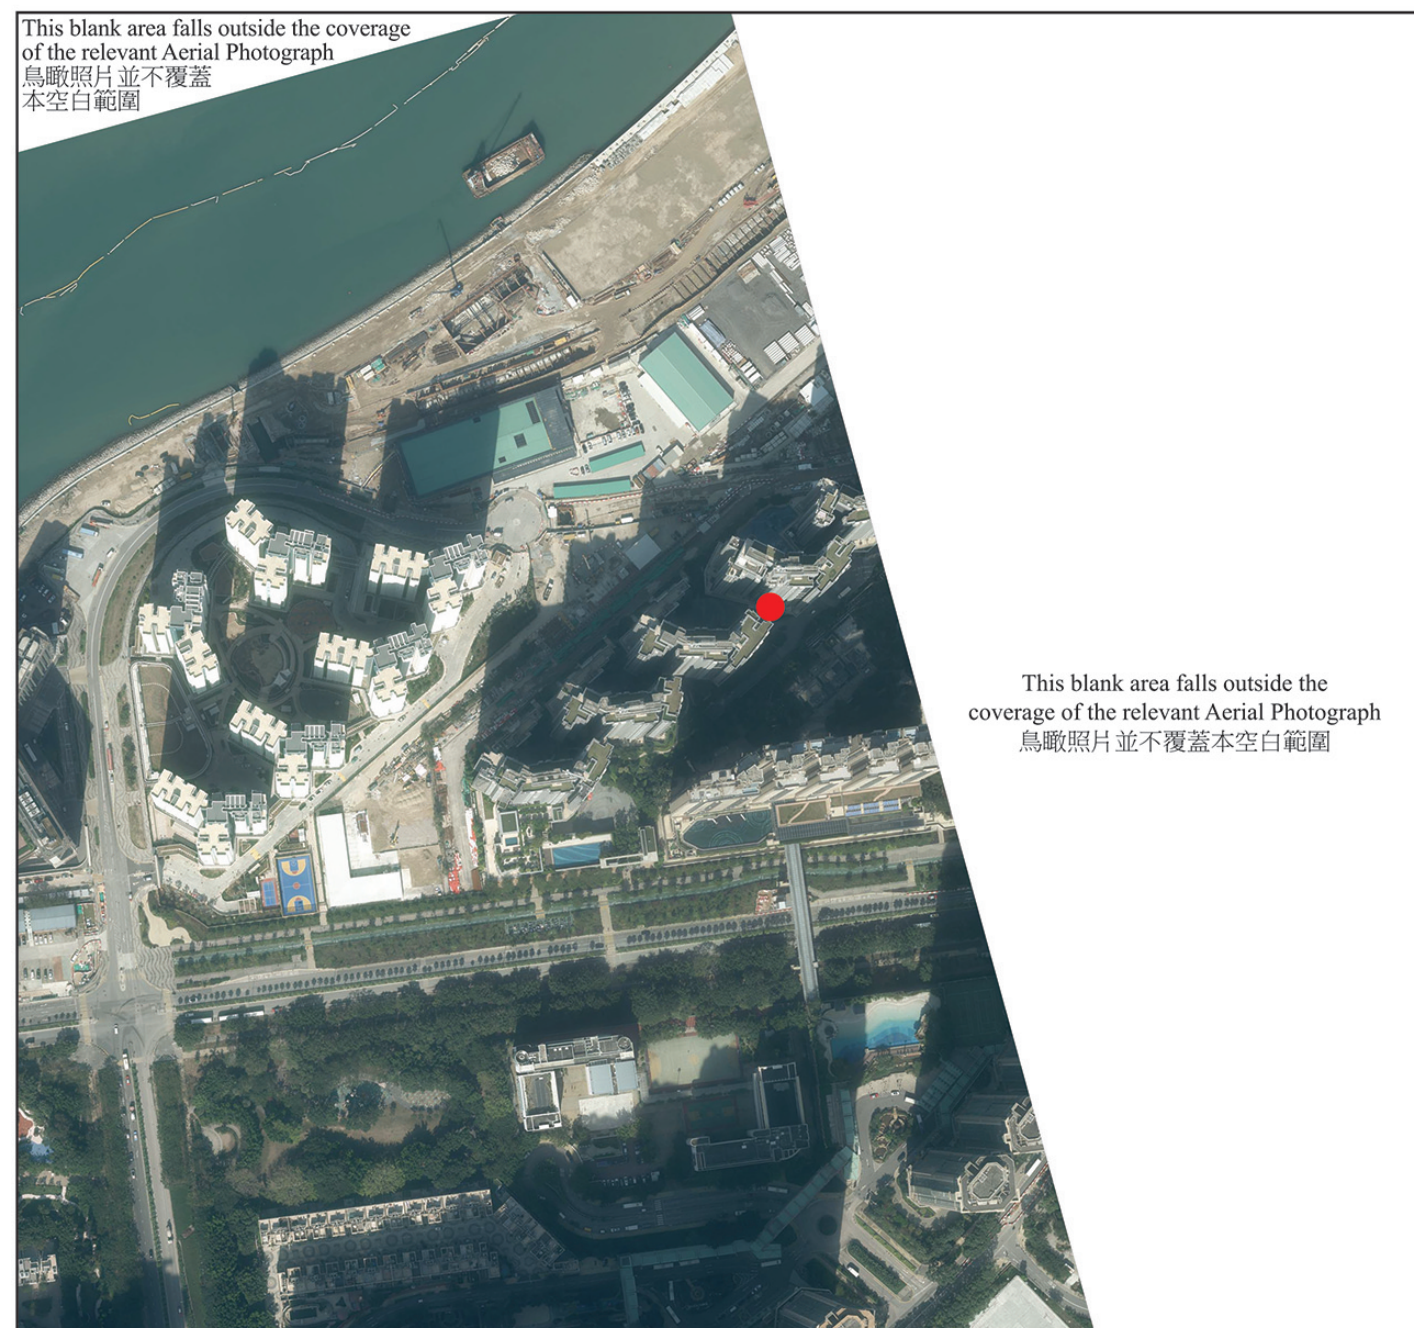 This blank area falls outside the coverage
of the relevant Aerial Photograph
鳥瞰照片並不覆蓋
本空白範圍
This blank area falls outside the
coverage of the relevant Aerial Photograph
鳥瞰照片並不覆蓋本空白範圍